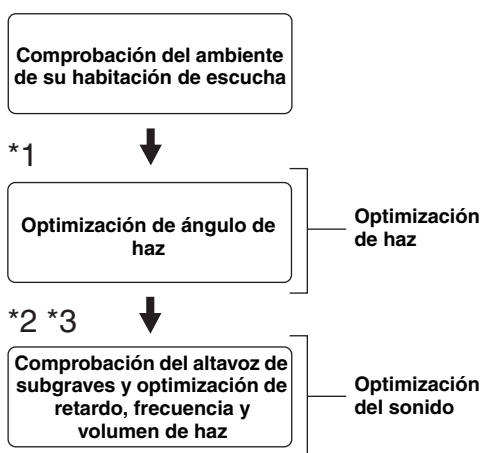 Comprobación del ambiente
de su habitación de escucha
*1
Optimización de ángulo de
haz
Optimización
de haz
*2 *3
Comprobación del altavoz de
subgraves y optimización de
retardo, frecuencia y
volumen de haz
Optimización
del sonido